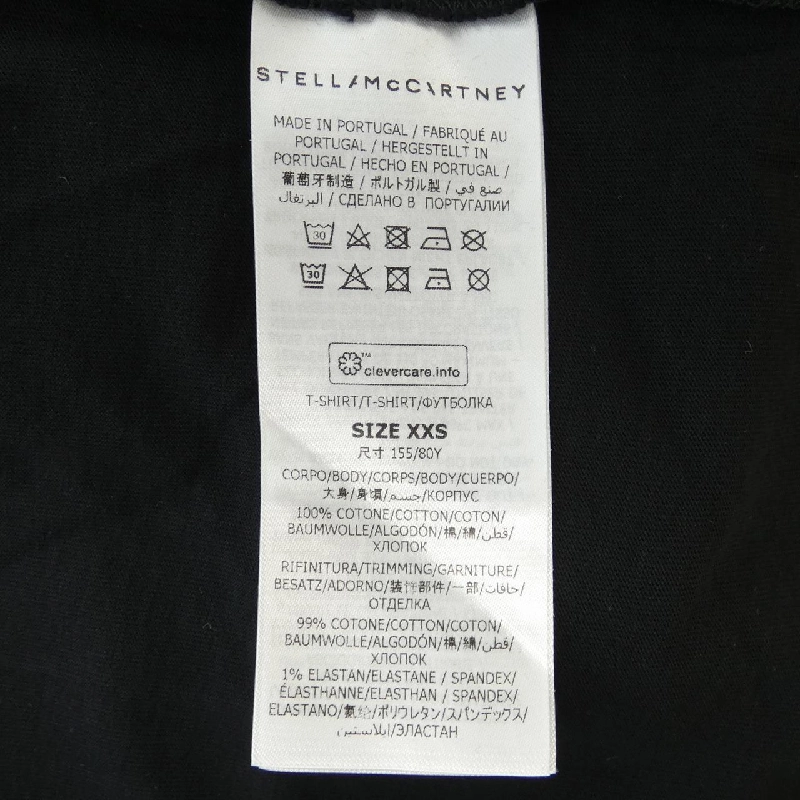 STELLA McCARTNEY
MADE IN PORTUGAL / FABRIQUÉ AU
PORTUGAL / HERGESTELLT IN
PORTUGAL / HECHO EN PORTUGAL /
葡萄牙制造 / ポルトガル製 / صنع في
البرتغال / СДЕЛАНО В ПОРТУГАЛИИ
30
30
clevercare.info
T-SHIRT/T-SHIRT/ФУТБОЛКА
SIZE XXS
尺寸 155/80Y
CORPO/BODY/CORPS/BODY/CUERPO/
大身/身頃/جسم/КОРПУС
100% COTONE/COTTON/COTON/
BAUMWOLLE/ALGODÓN/棉/綿/قطن/
ХЛОПОК
RIFINITURA/TRIMMING/GARNITURE/
BESATZ/ADORNO/装饰部件/一部/حافات/
ОТДЕЛКА
99% COTONE/COTTON/COTON/
BAUMWOLLE/ALGODÓN/棉/綿/قطن/
ХЛОПОК
1% ELASTAN/ELASTANE / SPANDEX/
ÉLASTHANNE/ELASTHAN / SPANDEX/
ELASTANO/氨纶/ポリウレタン/スパンデックス/
إيلاستين/ЭЛАСТАН